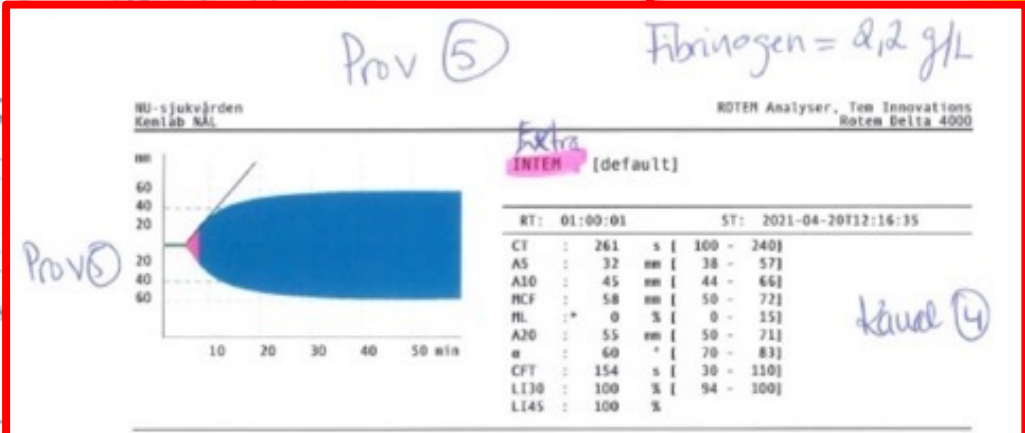 Prov 5
Fibrinogen = 2,2 g/L
NU-sjukvården
Kemlab NÄL
ROTEM Analyser, Tem Innovations
Rotem Delta 4000
Extra
INTEM [default]
RT: 01:00:01 ST: 2021-04-20T12:16:35
CT : 261 s [ 100 - 240]
A5 : 32 mm [ 38 - 57]
A10 : 45 mm [ 44 - 66]
MCF : 58 mm [ 50 - 72]
ML :* 0 % [ 0 - 15]
A20 : 55 mm [ 50 - 71]
α : 60 ° [ 70 - 83]
CFT : 154 s [ 30 - 110]
LI30 : 100 % [ 94 - 100]
LI45 : 100 %
mm
60
40
20
20
40
60
10 20 30 40 50 min
Prov 5
Kanal 4